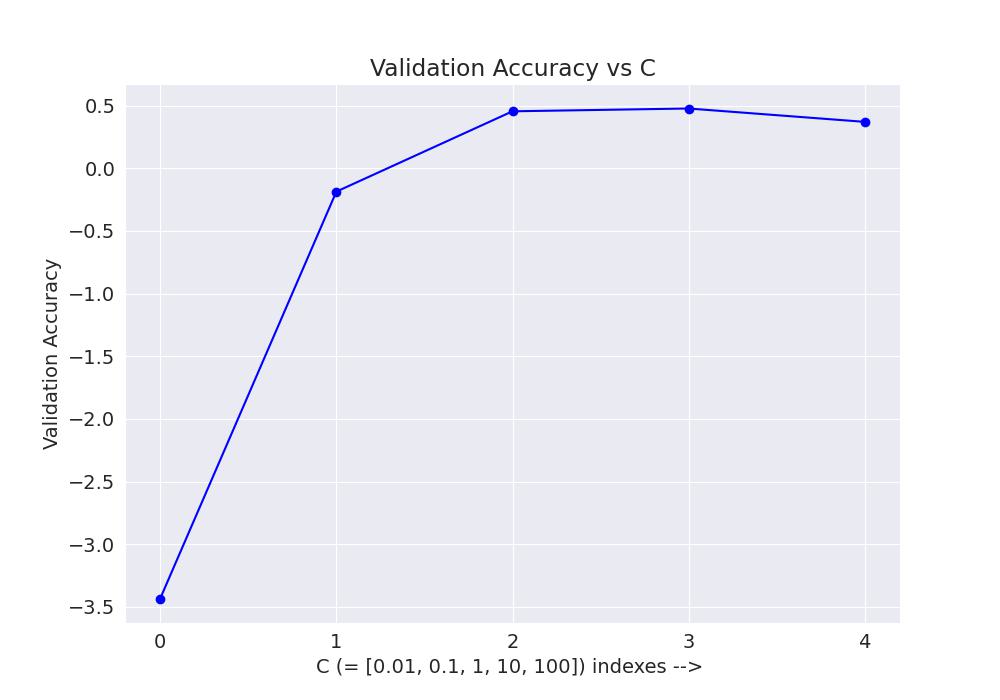 Validation Accuracy vs C
Validation Accuracy
0.5
0.0
−0.5
−1.0
−1.5
−2.0
−2.5
−3.0
−3.5
0 1 2 3 4
C (= [0.01, 0.1, 1, 10, 100]) indexes -->